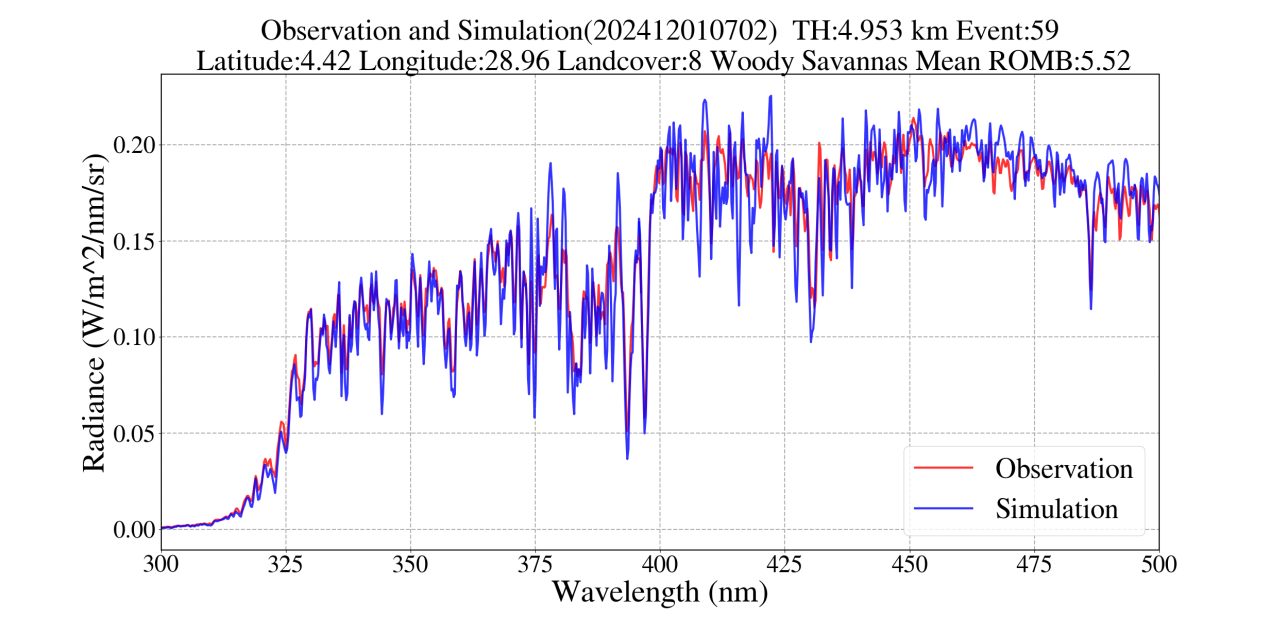 Observation and Simulation(202412010702)  TH:4.953 km Event:59
Latitude:4.42 Longitude:28.96 Landcover:8 Woody Savannas Mean ROMB:5.52
Radiance (W/m^2/nm/sr)
0.20
0.15
0.10
0.05
0.00
Observation
Simulation
300 325 350 375 400 425 450 475 500
Wavelength (nm)